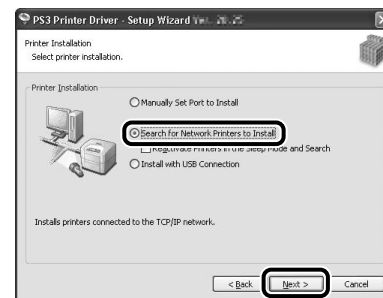 PS3 Printer Driver - Setup Wizard
Printer Installation
Select printer installation.
Printer Installation
Manually Set Port to Install
Search for Network Printers to Install
Reactivate Printers in the Sleep Mode and Search
Install with USB Connection
Installs printers connected to the TCP/IP network.
< Back
Next >
Cancel